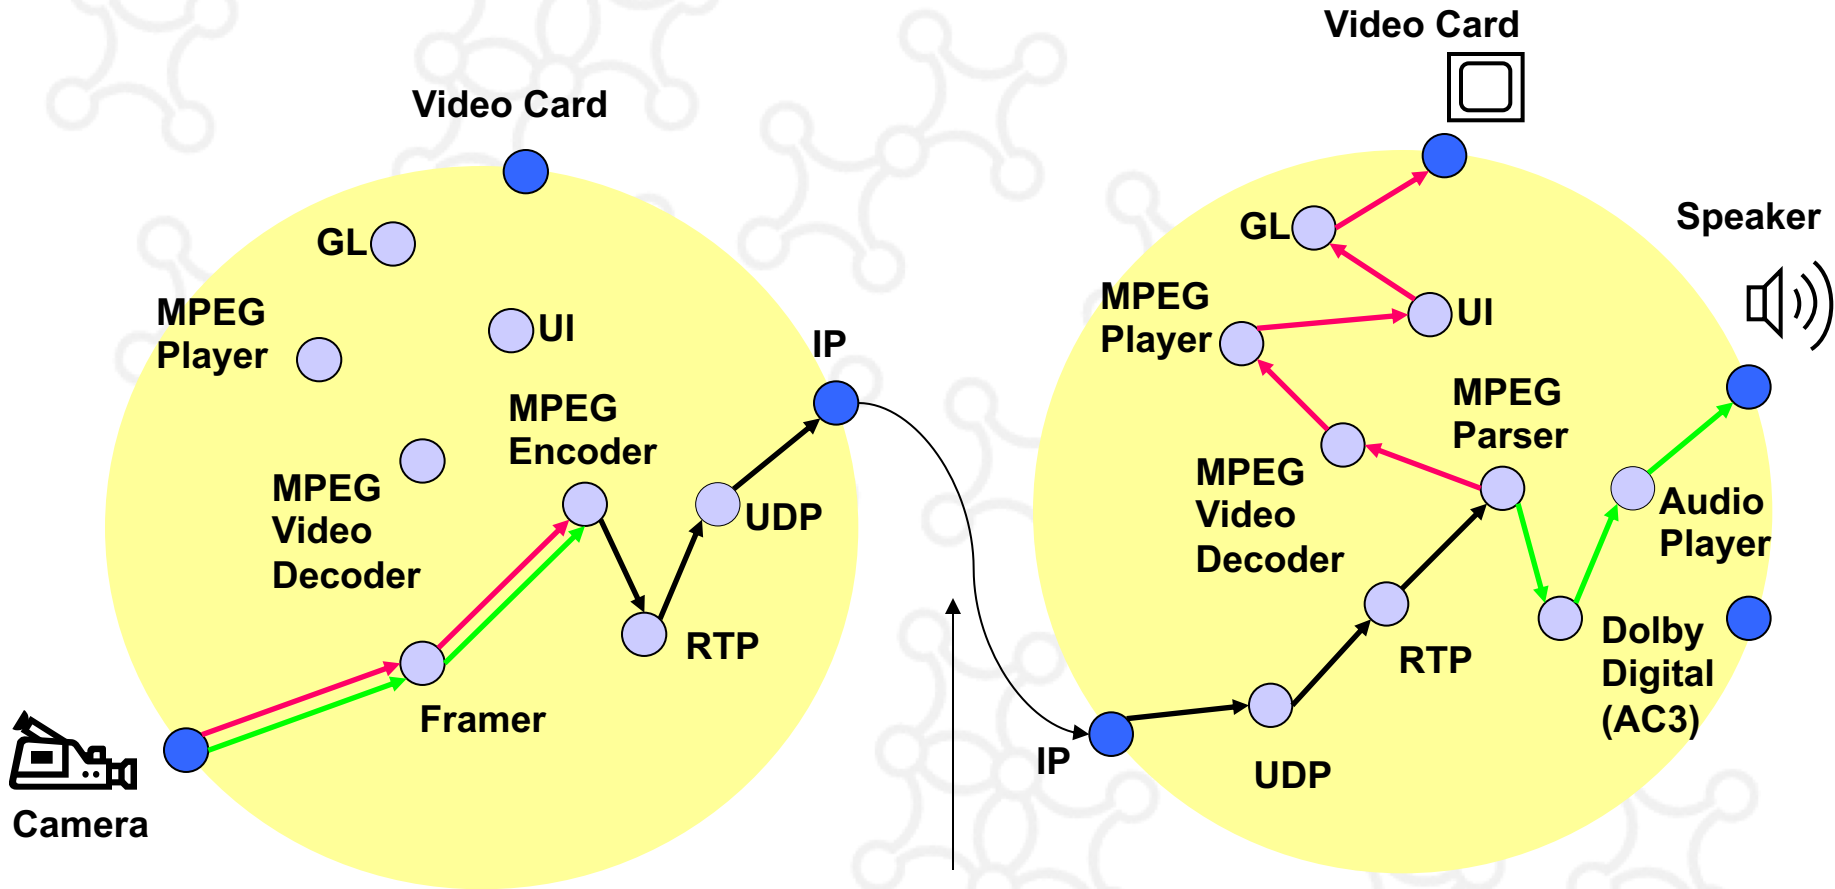 Video Card
GL
MPEG
Player
UI
IP
MPEG
Encoder
MPEG
Video
Decoder
UDP
RTP
Framer
Camera
Video Card
Speaker
GL
MPEG
Player
UI
MPEG
Parser
MPEG
Video
Decoder
Audio
Player
RTP
Dolby
Digital
(AC3)
IP
UDP